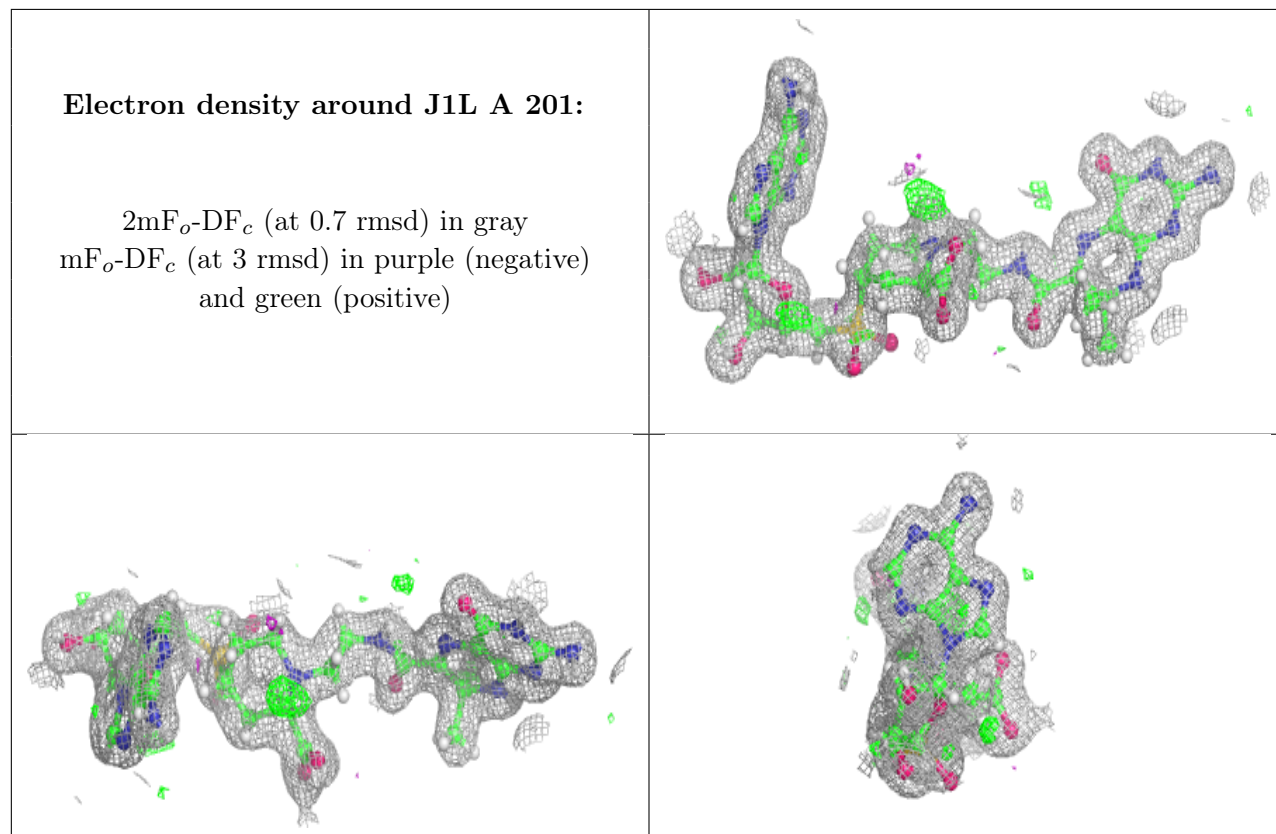 Electron density around J1L A 201:
2mFo-DFc (at 0.7 rmsd) in gray
mFo-DFc (at 3 rmsd) in purple (negative)
and green (positive)